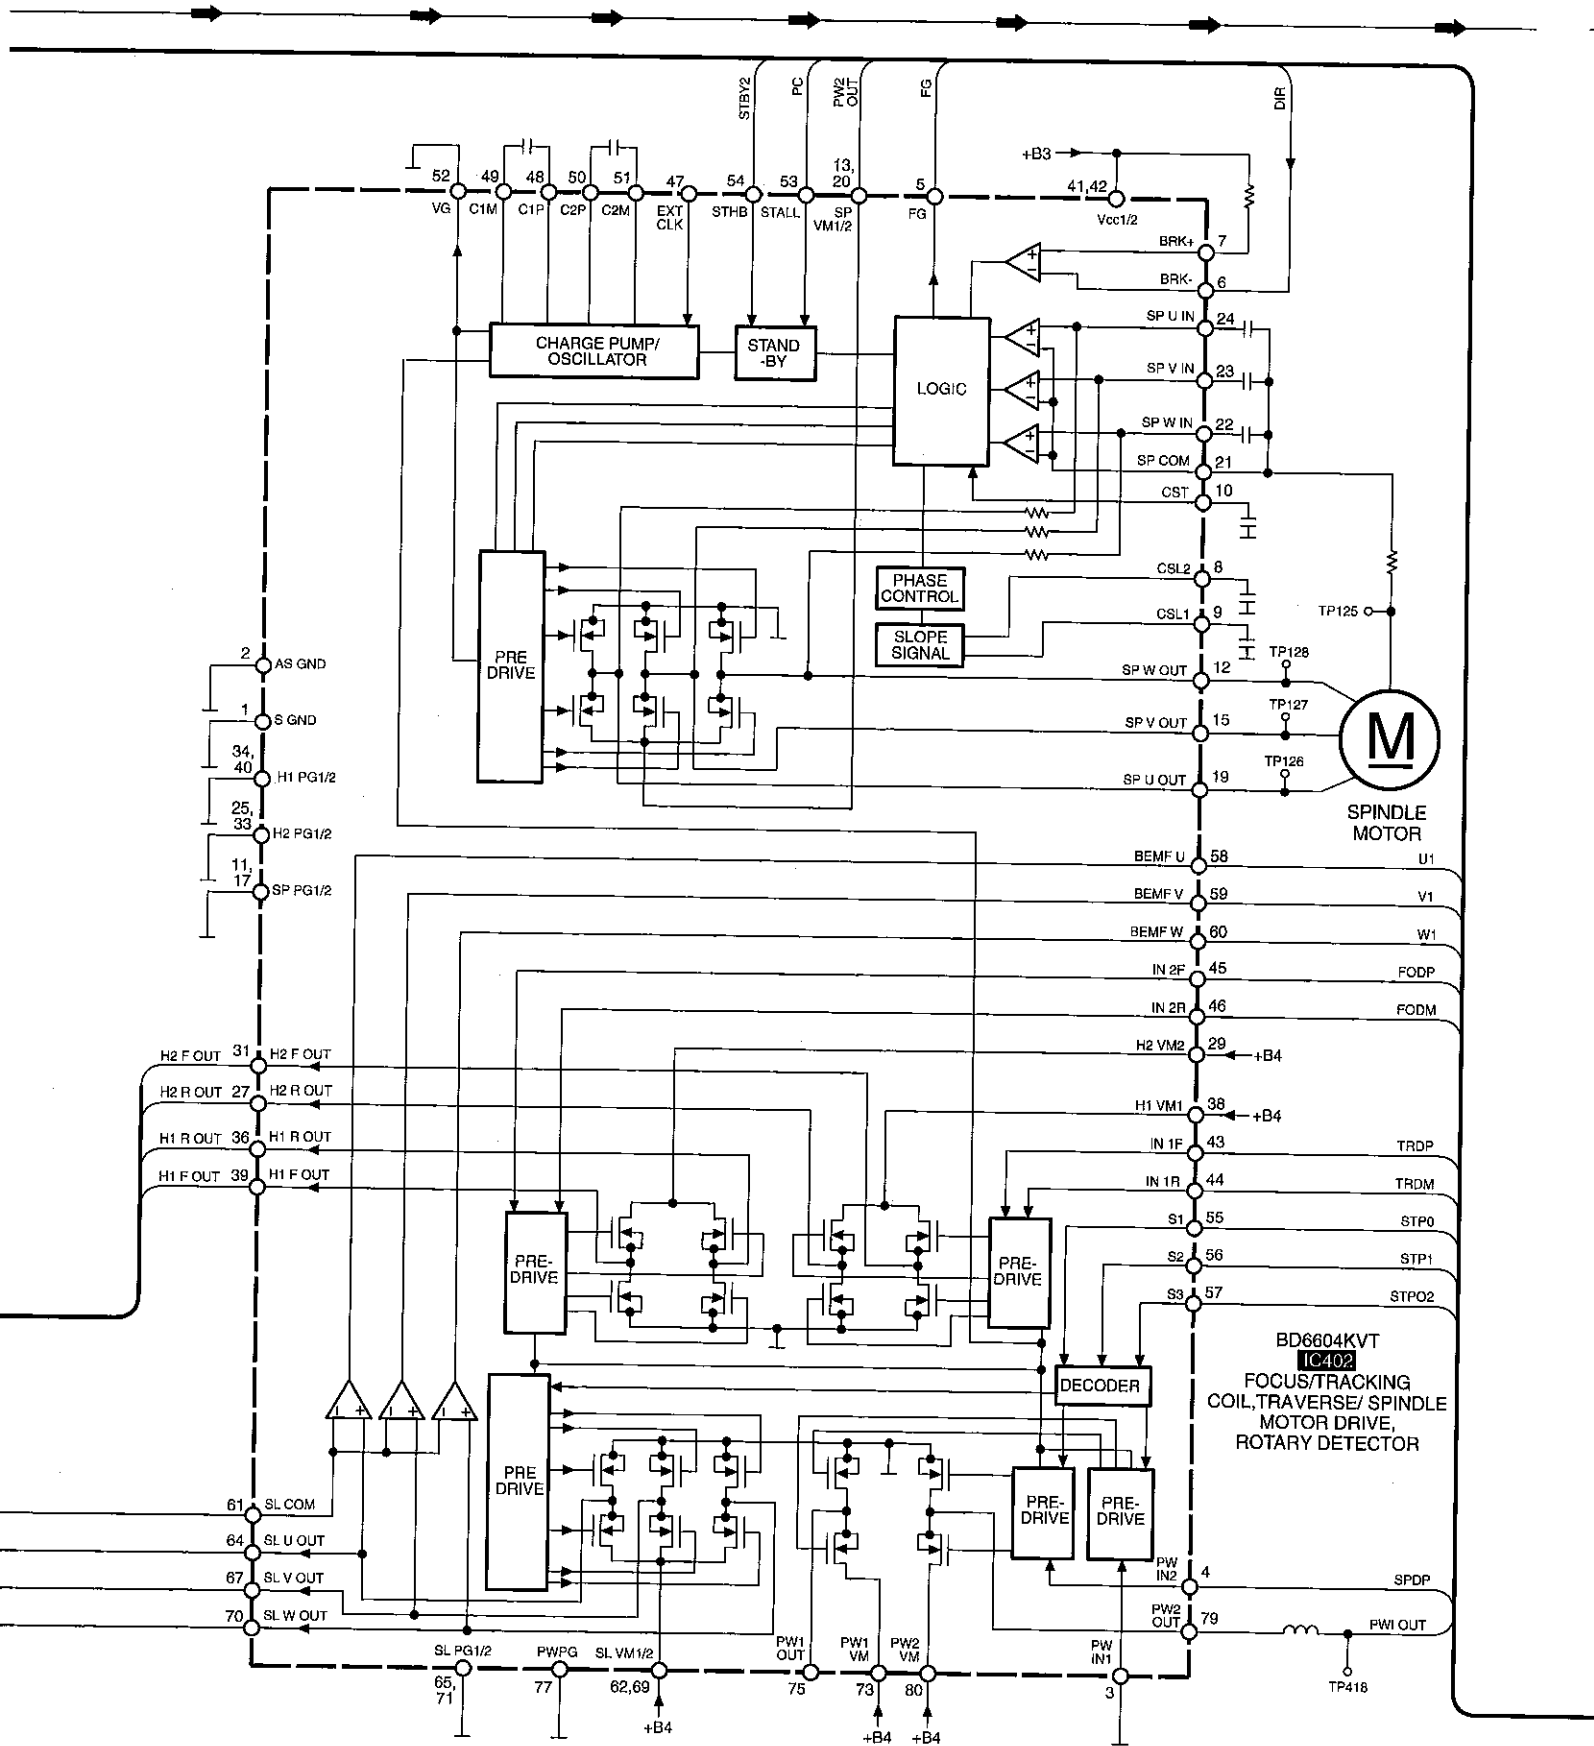 STBY2
PC
PW2
OUT
FG
DIR
+B3
52
49
48
50
51
47
54
53
13,
20
5
41,42
VG
C1M
C1P
C2P
C2M
EXT
CLK
STHB
STALL
SP
VM1/2
FG
Vcc1/2
BRK+
7
BRK-
6
+
−
SP U IN
24
CHARGE PUMP/
OSCILLATOR
STAND
-BY
LOGIC
+
−
SP V IN
23
+
−
SP W IN
22
+
−
SP COM
21
CST
10
PHASE
CONTROL
CSL2
8
SLOPE
SIGNAL
CSL1
9
TP125
PRE
DRIVE
2
AS GND
1
S GND
34,
40
H1 PG1/2
25,
33
H2 PG1/2
11,
17
SP PG1/2
SP W OUT
12
TP128
SP V OUT
15
TP127
SP U OUT
19
TP126
M
SPINDLE
MOTOR
BEMF U
58
U1
BEMF V
59
V1
BEMF W
60
W1
IN 2F
45
FODP
IN 2R
46
FODM
H2 F OUT
31
H2 F OUT
H2 VM2
29
+B4
H2 R OUT
27
H2 R OUT
H1 VM1
38
+B4
H1 R OUT
36
H1 R OUT
IN 1F
43
TRDP
H1 F OUT
39
H1 F OUT
IN 1R
44
TRDM
S1
55
STP0
S2
56
STP1
S3
57
STPO2
PRE-
DRIVE
PRE-
DRIVE
BD6604KVT
IC402
FOCUS/TRACKING
COIL,TRAVERSE/ SPINDLE
MOTOR DRIVE,
ROTARY DETECTOR
DECODER
− +
− +
− +
PRE
DRIVE
PRE-
DRIVE
PRE-
DRIVE
61
SL COM
64
SL U OUT
67
SL V OUT
70
SL W OUT
PW
IN2
4
SPDP
PW2
OUT
79
PWI OUT
TP418
SL PG1/2
65,
71
PWPG
77
SL VM1/2
62,69
+B4
PW1
OUT
75
PW1
VM
73
+B4
PW2
VM
80
+B4
PW
IN1
3